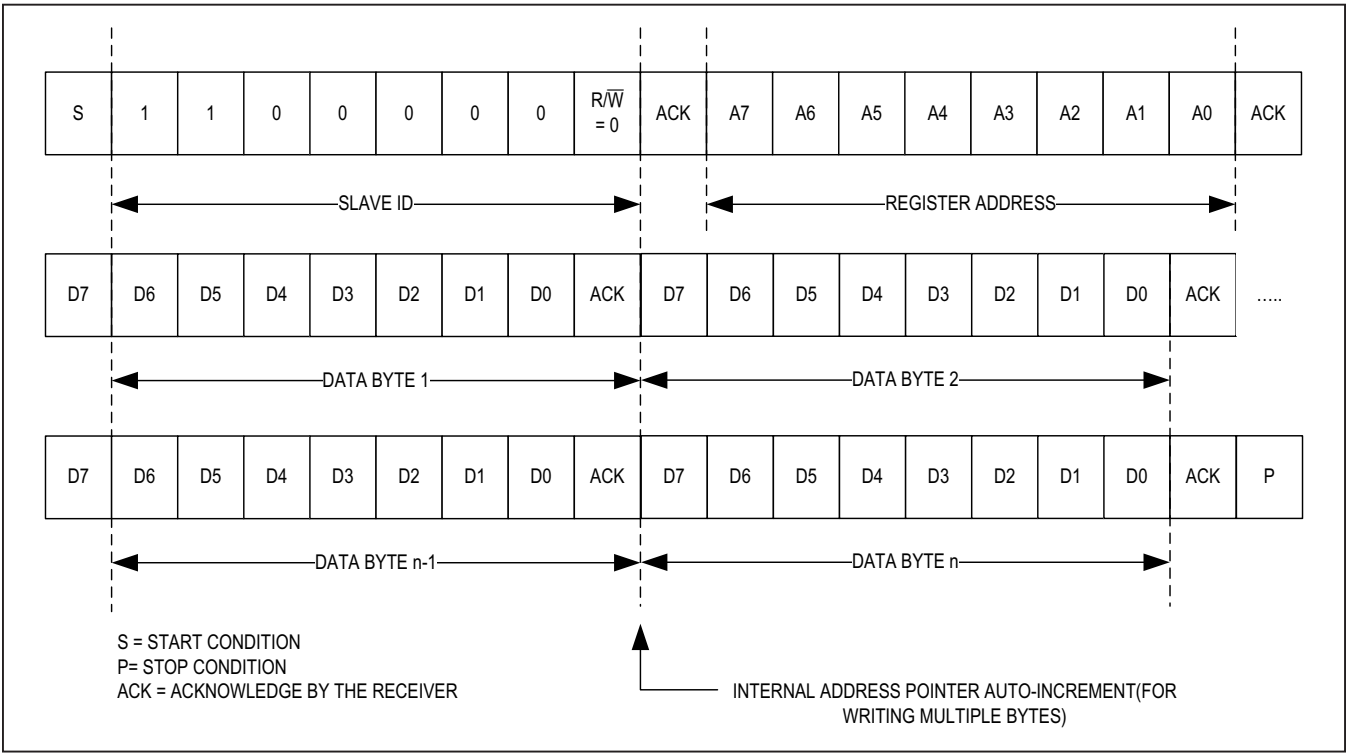 S 1 1 0 0 0 0 0 R/W̅ = 0 ACK A7 A6 A5 A4 A3 A2 A1 A0 ACK
SLAVE ID REGISTER ADDRESS
D7 D6 D5 D4 D3 D2 D1 D0 ACK D7 D6 D5 D4 D3 D2 D1 D0 ACK .....
DATA BYTE 1 DATA BYTE 2
D7 D6 D5 D4 D3 D2 D1 D0 ACK D7 D6 D5 D4 D3 D2 D1 D0 ACK P
DATA BYTE n-1 DATA BYTE n
S = START CONDITION
P= STOP CONDITION
ACK = ACKNOWLEDGE BY THE RECEIVER
INTERNAL ADDRESS POINTER AUTO-INCREMENT(FOR
WRITING MULTIPLE BYTES)